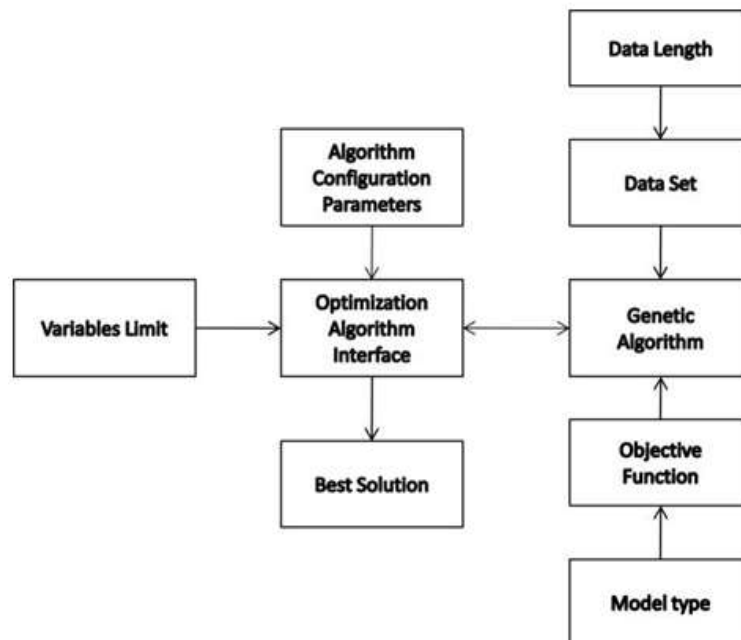 Data Length
Algorithm
Configuration
Parameters
Data Set
Variables Limit
Optimization
Algorithm
Interface
Genetic
Algorithm
Best Solution
Objective
Function
Model type